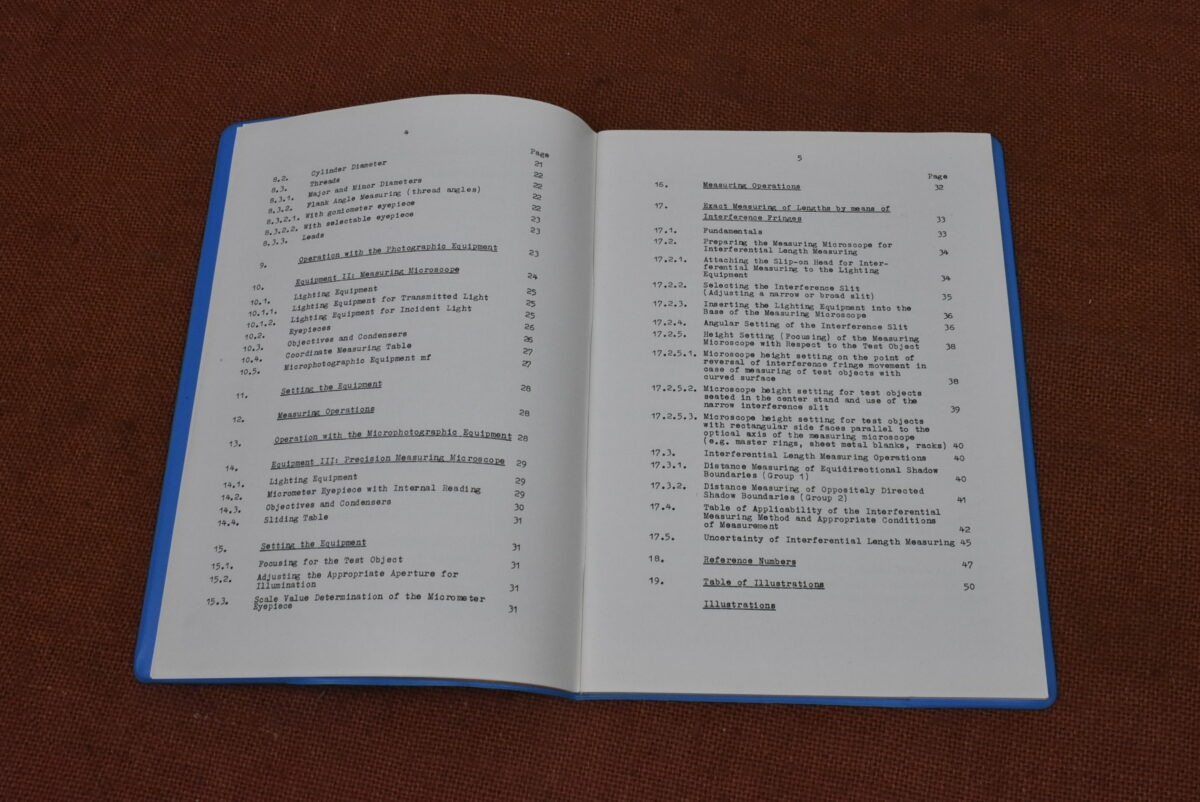 4
Page
8.2. Cylinder Diameter 21
8.3. Threads 22
8.3.1. Major and Minor Diameters 22
8.3.2. Flank Angle Measuring (thread angles) 22
8.3.2.1. With goniometer eyepiece 22
8.3.2.2. With selectable eyepiece 23
8.3.3. Leads 23
9. Operation with the Photographic Equipment 23
10. Equipment II: Measuring Microscope 24
10.1. Lighting Equipment 25
10.1.1. Lighting Equipment for Transmitted Light 25
10.1.2. Lighting Equipment for Incident Light 25
10.2. Eyepieces 26
10.3. Objectives and Condensers 26
10.4. Coordinate Measuring Table 27
10.5. Microphotographic Equipment mf 27
11. Setting the Equipment 28
12. Measuring Operations 28
13. Operation with the Microphotographic Equipment 28
14. Equipment III: Precision Measuring Microscope 29
14.1. Lighting Equipment 29
14.2. Micrometer Eyepiece with Internal Reading 29
14.3. Objectives and Condensers 30
14.4. Sliding Table 31
15. Setting the Equipment 31
15.1. Focusing for the Test Object 31
15.2. Adjusting the Appropriate Aperture for
Illumination 31
15.3. Scale Value Determination of the Micrometer
Eyepiece 31
5
Page
16. Measuring Operations 32
17. Exact Measuring of Lengths by means of
Interference Fringes 33
17.1. Fundamentals 33
17.2. Preparing the Measuring Microscope for
Interferential Length Measuring 34
17.2.1. Attaching the Slip-on Head for Inter-
ferential Measuring to the Lighting
Equipment 34
17.2.2. Selecting the Interference Slit
(Adjusting a narrow or broad slit) 35
17.2.3. Inserting the Lighting Equipment into the
Base of the Measuring Microscope 36
17.2.4. Angular Setting of the Interference Slit 36
17.2.5. Height Setting (Focusing) of the Measuring
Microscope with Respect to the Test Object 38
17.2.5.1. Microscope height setting on the point of
reversal of interference fringe movement in
case of measuring of test objects with
curved surface 38
17.2.5.2. Microscope height setting for test objects
seated in the center stand and use of the
narrow interference slit 39
17.2.5.3. Microscope height setting for test objects
with rectangular side faces parallel to the
optical axis of the measuring microscope
(e.g. master rings, sheet metal blanks, racks) 40
17.3. Interferential Length Measuring Operations 40
17.3.1. Distance Measuring of Equidirectional Shadow
Boundaries (Group 1) 40
17.3.2. Distance Measuring of Oppositely Directed
Shadow Boundaries (Group 2) 41
17.4. Table of Applicability of the Interferential
Measuring Method and Appropriate Conditions
of Measurement 42
17.5. Uncertainty of Interferential Length Measuring 45
18. Reference Numbers 47
19. Table of Illustrations 50
Illustrations